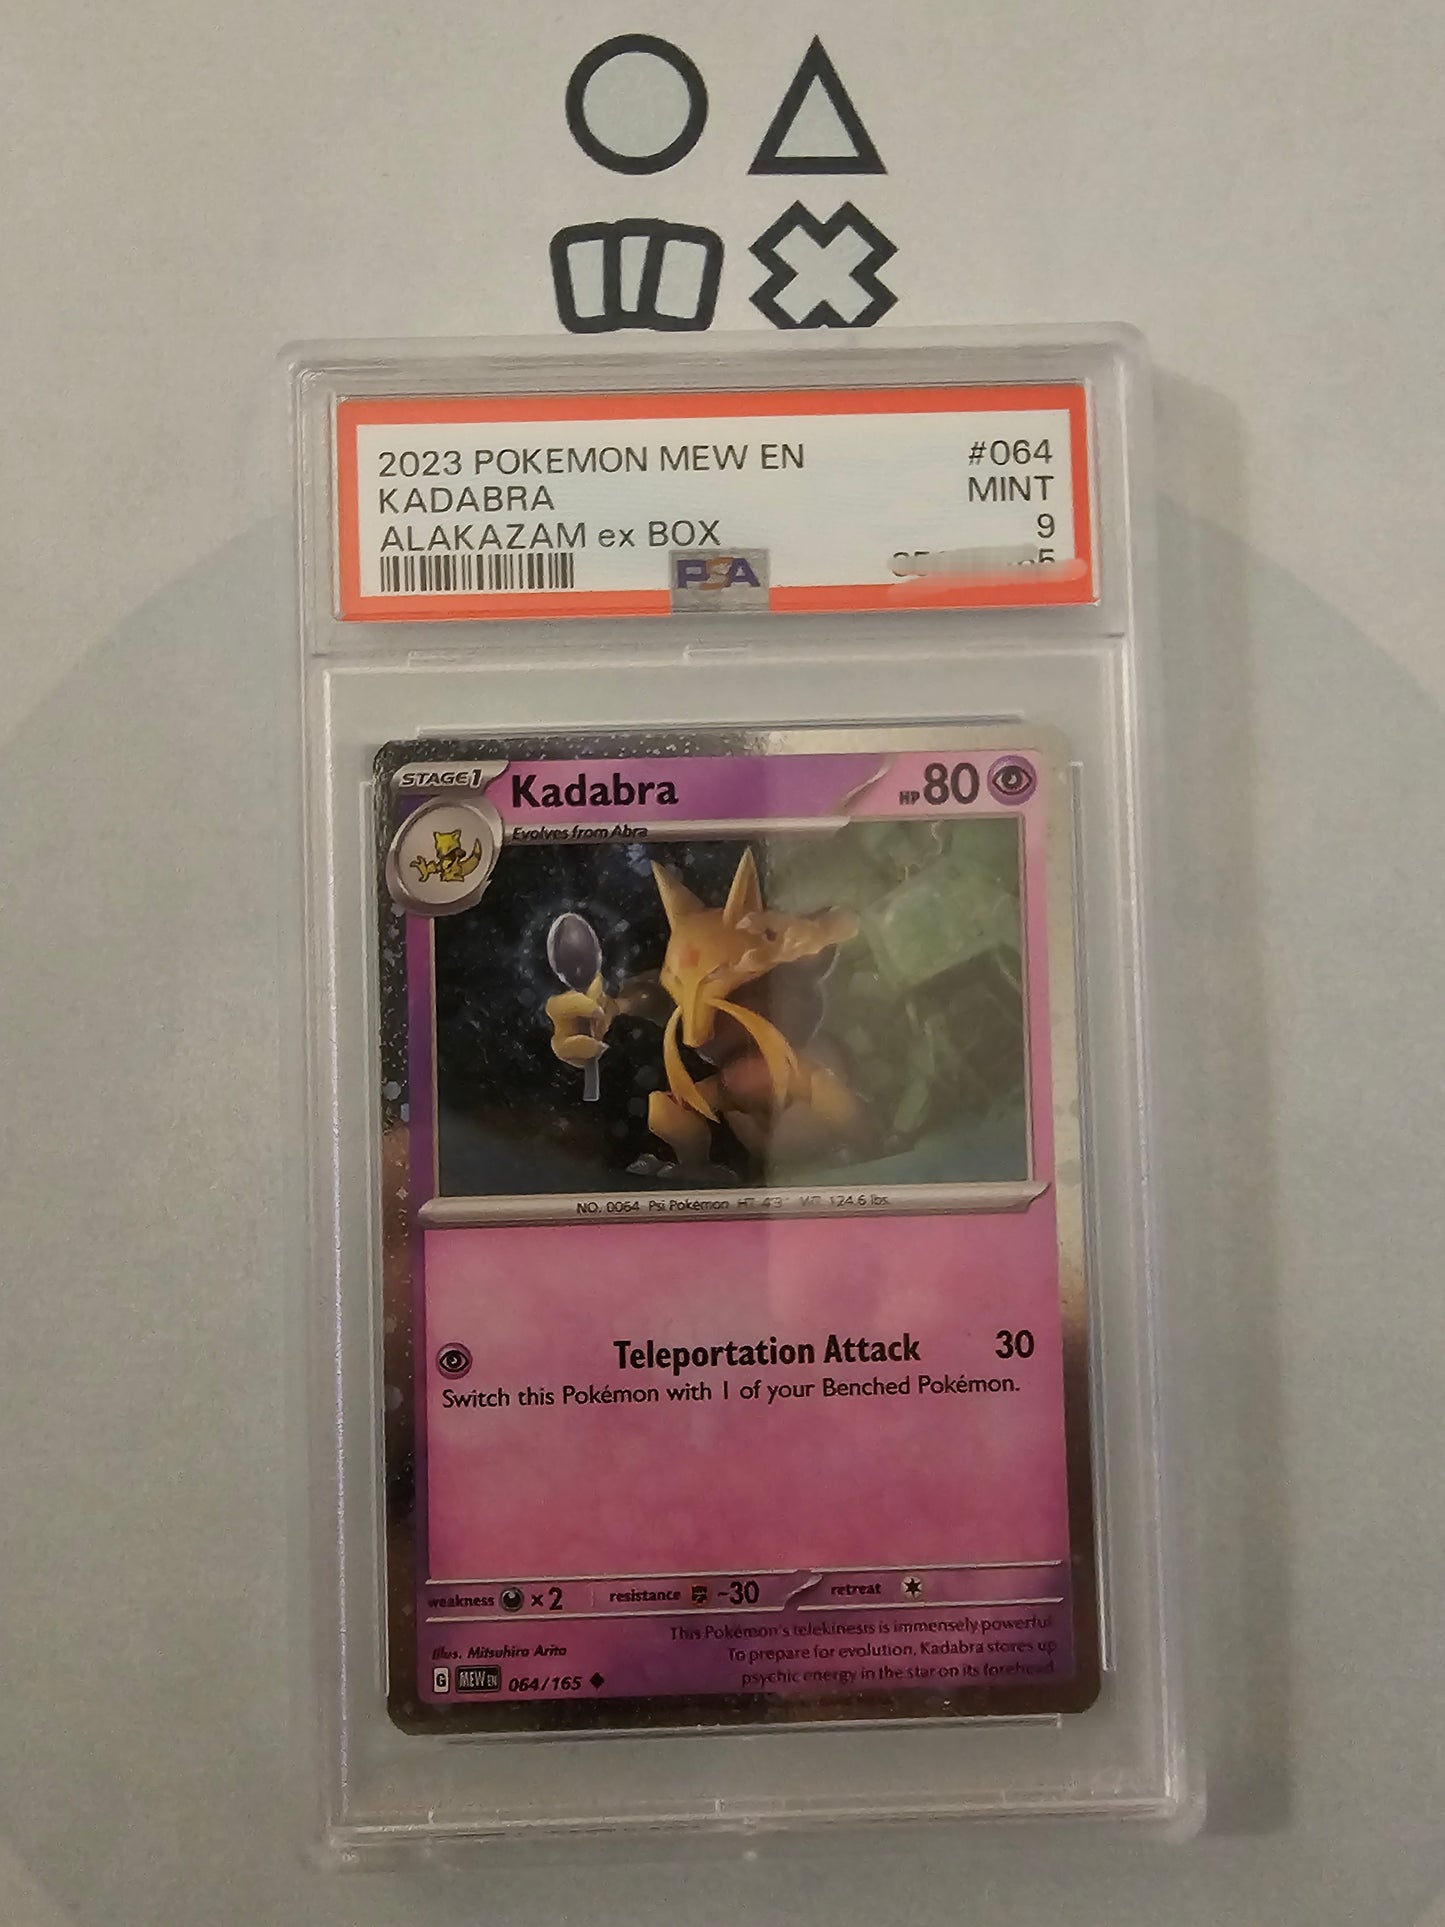 2023 POKEMON MEW EN #064
KADABRA MINT
ALAKAZAM ex BOX 9
PSA
STAGE 1 Kadabra HP 80
Evolves from Abra
NO. 0064 Psi Pokémon HT: 4'3" WT: 124.6 lbs.
Teleportation Attack 30
Switch this Pokémon with 1 of your Benched Pokémon.
weakness ×2 resistance -30 retreat
This Pokémon's telekinesis is immensely powerful.
To prepare for evolution, Kadabra stores up
psychic energy in the star on its forehead.
Illus. Mitsuhiro Arita
G MEW EN 064/165